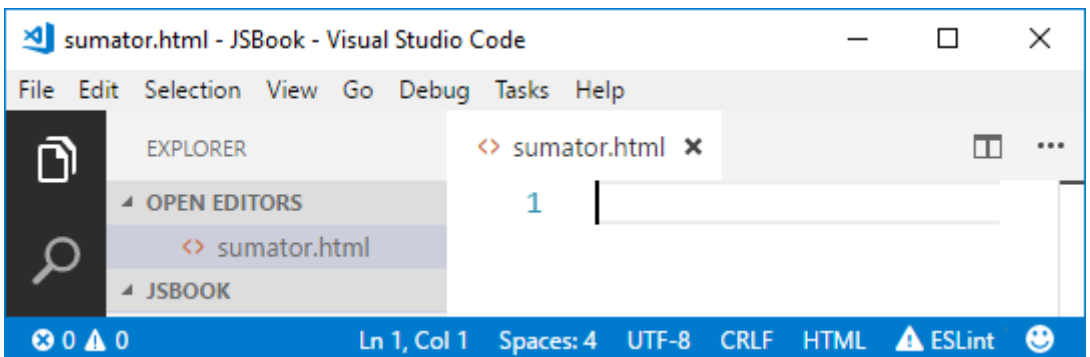 sumator.html - JSBook - Visual Studio Code
File Edit Selection View Go Debug Tasks Help
EXPLORER
sumator.html
OPEN EDITORS
1
sumator.html
JSBOOK
0 0 Ln 1, Col 1 Spaces: 4 UTF-8 CRLF HTML ESLint